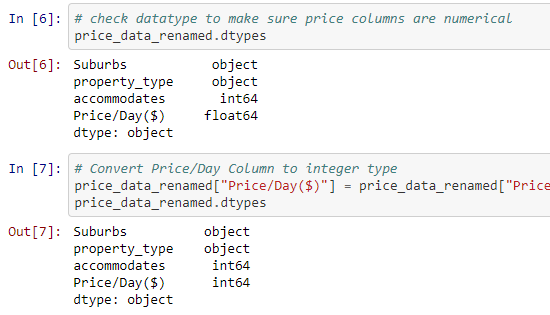 In [6]: # check datatype to make sure price columns are numerical
price_data_renamed.dtypes
Out[6]: Suburbs object
property_type object
accommodates int64
Price/Day($) float64
dtype: object
In [7]: # Convert Price/Day Column to integer type
price_data_renamed["Price/Day($)"] = price_data_renamed["Price
price_data_renamed.dtypes
Out[7]: Suburbs object
property_type object
accommodates int64
Price/Day($) int64
dtype: object